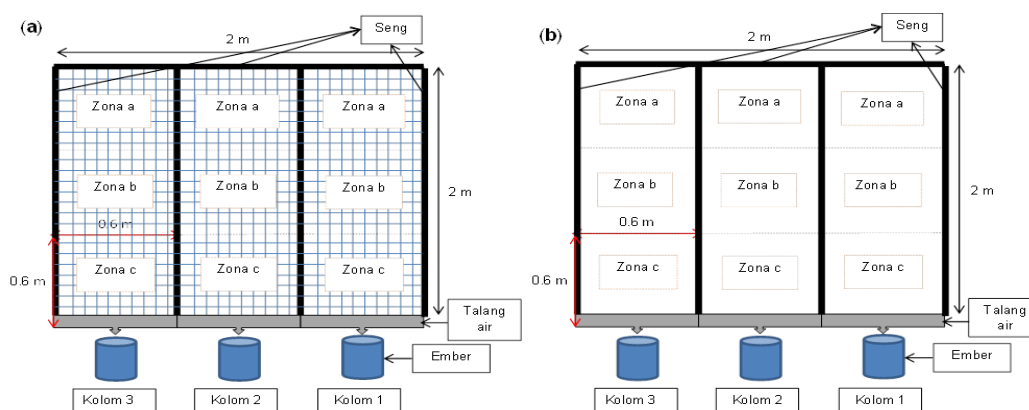 (a)
Seng
2 m
Zona a
Zona a
Zona a
Zona b
Zona b
Zona b
2 m
0.6 m
0.6 m
Zona c
Zona c
Zona c
Talang
air
Ember
Kolom 3
Kolom 2
Kolom 1
(b)
Seng
2 m
Zona a
Zona a
Zona a
Zona b
Zona b
Zona b
2 m
0.6 m
0.6 m
Zona c
Zona c
Zona c
Talang
air
Ember
Kolom 3
Kolom 2
Kolom 1